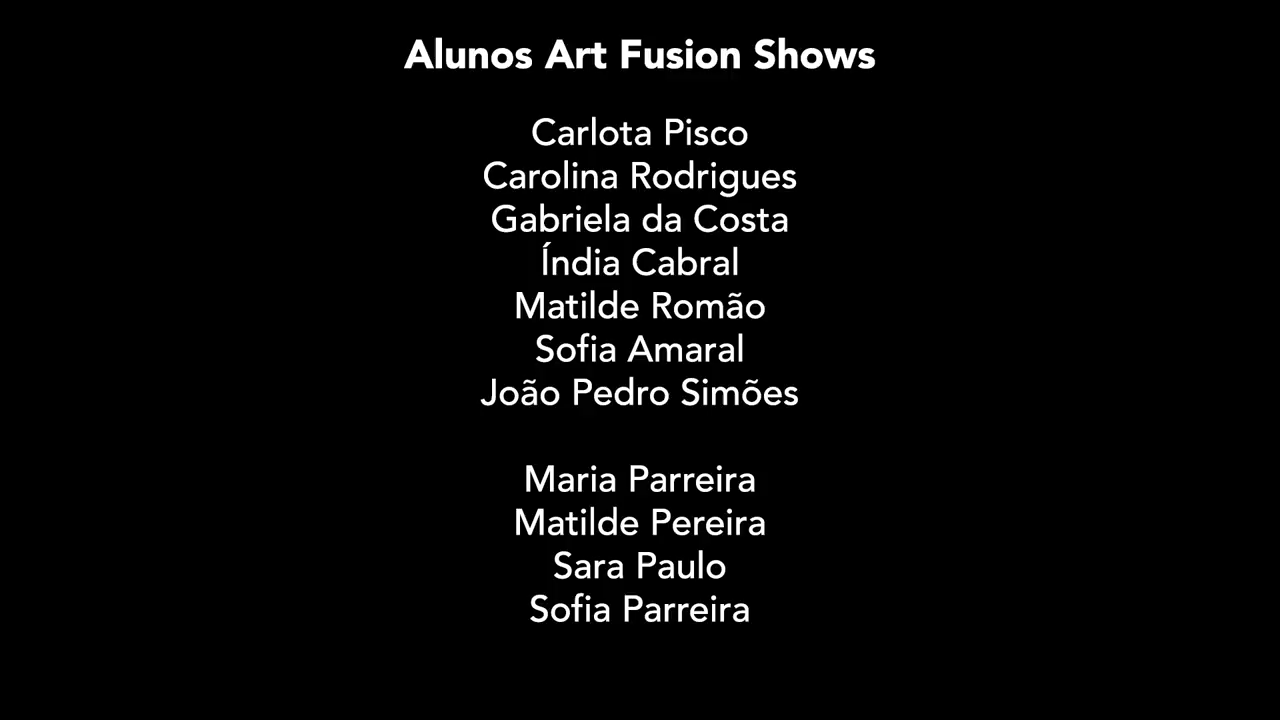 Alunos Art Fusion Shows
Carlota Pisco
Carolina Rodrigues
Gabriela da Costa
Índia Cabral
Matilde Romão
Sofia Amaral
João Pedro Simões
Maria Parreira
Matilde Pereira
Sara Paulo
Sofia Parreira